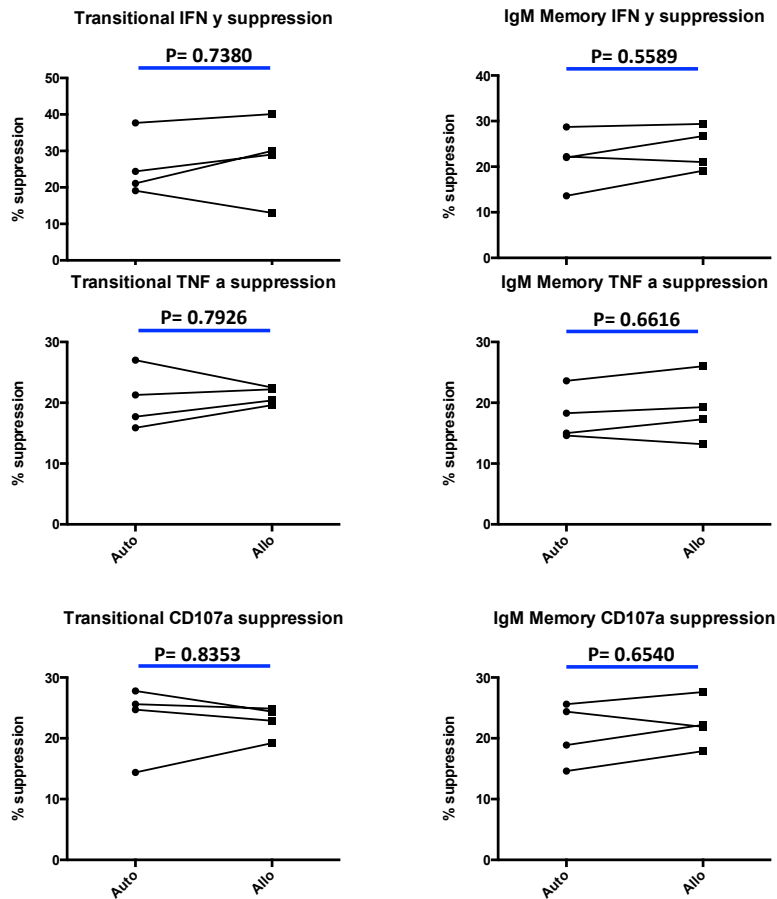 Transitional IFN y suppression
P= 0.7380
% suppression
50
40
30
20
10
0
IgM Memory IFN y suppression
P= 0.5589
% suppression
40
30
20
10
0
Transitional TNF a suppression
P= 0.7926
% suppression
30
20
10
0
Auto
Allo
IgM Memory TNF a suppression
P= 0.6616
% suppression
30
20
10
0
Auto
Allo
Transitional CD107a suppression
P= 0.8353
% suppression
30
20
10
0
Auto
Allo
IgM Memory CD107a suppression
P= 0.6540
% suppression
30
20
10
0
Auto
Allo